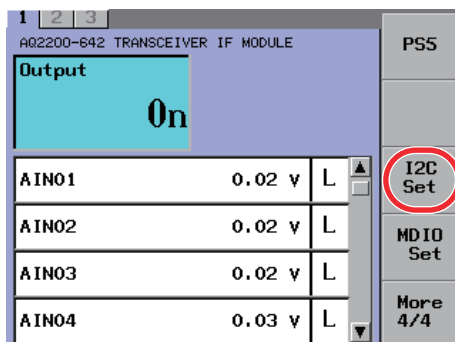 1 2 3
AQ2200-642 TRANSCEIVER IF MODULE
Output
On
AIN01 0.02 V L
AIN02 0.02 V L
AIN03 0.02 V L
AIN04 0.03 V L
PS5
I2C
Set
MDIO
Set
More
4/4